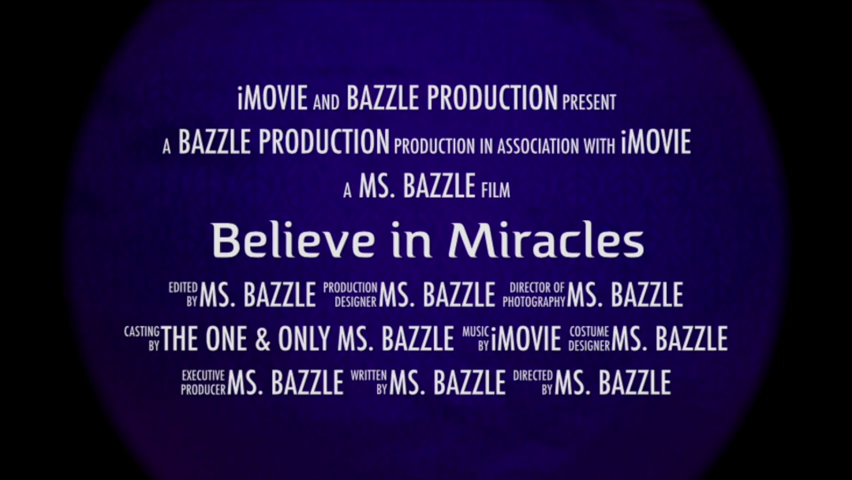 iMOVIE AND BAZZLE PRODUCTION PRESENT
A BAZZLE PRODUCTION PRODUCTION IN ASSOCIATION WITH iMOVIE
A MS. BAZZLE FILM
Believe in Miracles
EDITED BY MS. BAZZLE PRODUCTION DESIGNER MS. BAZZLE DIRECTOR OF PHOTOGRAPHY MS. BAZZLE
CASTING BY THE ONE & ONLY MS. BAZZLE MUSIC BY iMOVIE COSTUME DESIGNER MS. BAZZLE
EXECUTIVE PRODUCER MS. BAZZLE WRITTEN BY MS. BAZZLE DIRECTED BY MS. BAZZLE